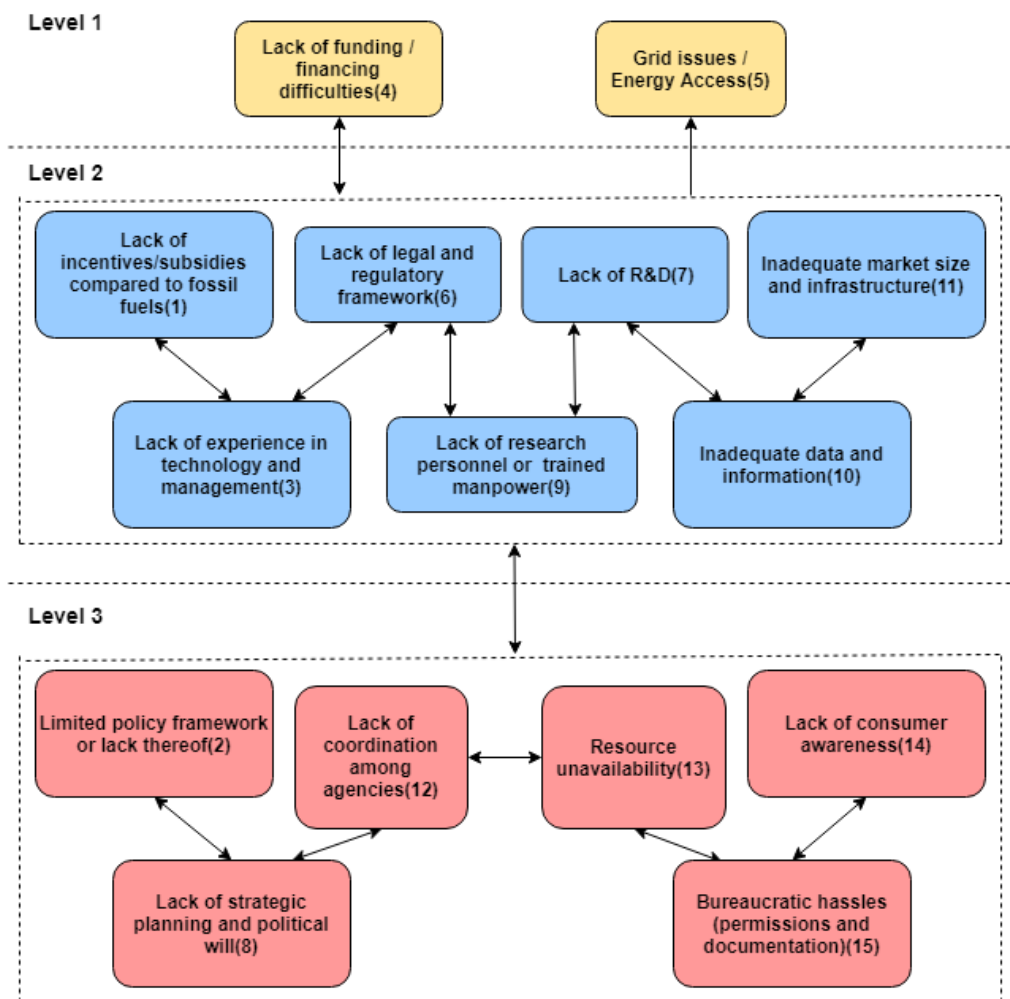 Level 1
Lack of funding /
financing
difficulties(4)
Grid issues /
Energy Access(5)
Level 2
Lack of
incentives/subsidies
compared to fossil
fuels(1)
Lack of legal and
regulatory
framework(6)
Lack of R&D(7)
Inadequate market size
and infrastructure(11)
Lack of experience in
technology and
management(3)
Lack of research
personnel or trained
manpower(9)
Inadequate data and
information(10)
Level 3
Limited policy framework
or lack thereof(2)
Lack of
coordination
among
agencies(12)
Resource
unavailability(13)
Lack of consumer
awareness(14)
Lack of strategic
planning and political
will(8)
Bureaucratic hassles
(permissions and
documentation)(15)